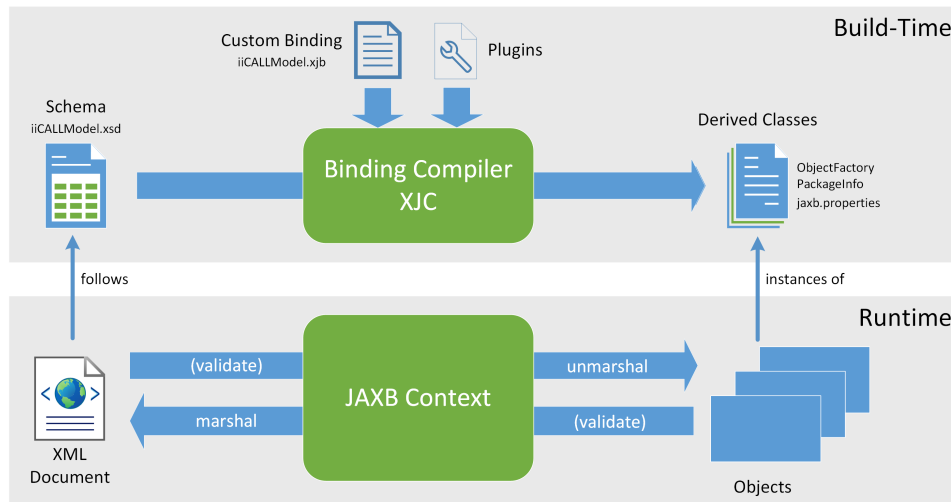 Build-Time
Custom Binding
iiCALLModel.xjb
Plugins
Schema
iiCALLModel.xsd
Binding Compiler
XJC
Derived Classes
ObjectFactory
PackageInfo
jaxb.properties
follows
instances of
Runtime
(validate)
unmarshal
JAXB Context
marshal
(validate)
XML
Document
Objects